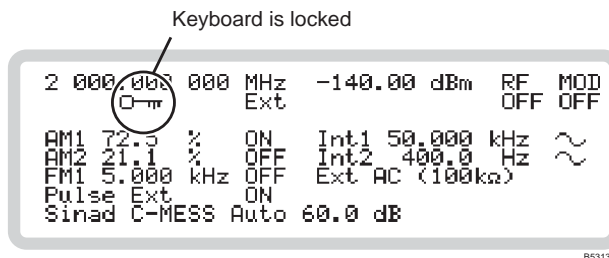 Keyboard is locked
2 000.000 000 MHz -140.00 dBm RF MOD
Ext OFF OFF
AM1 72.5 % ON Int1 50.000 kHz
AM2 21.1 % OFF Int2 400.0 Hz
FM1 5.000 kHz OFF Ext AC (100kΩ)
Pulse Ext ON
Sinad C-MESS Auto 60.0 dB
B5313